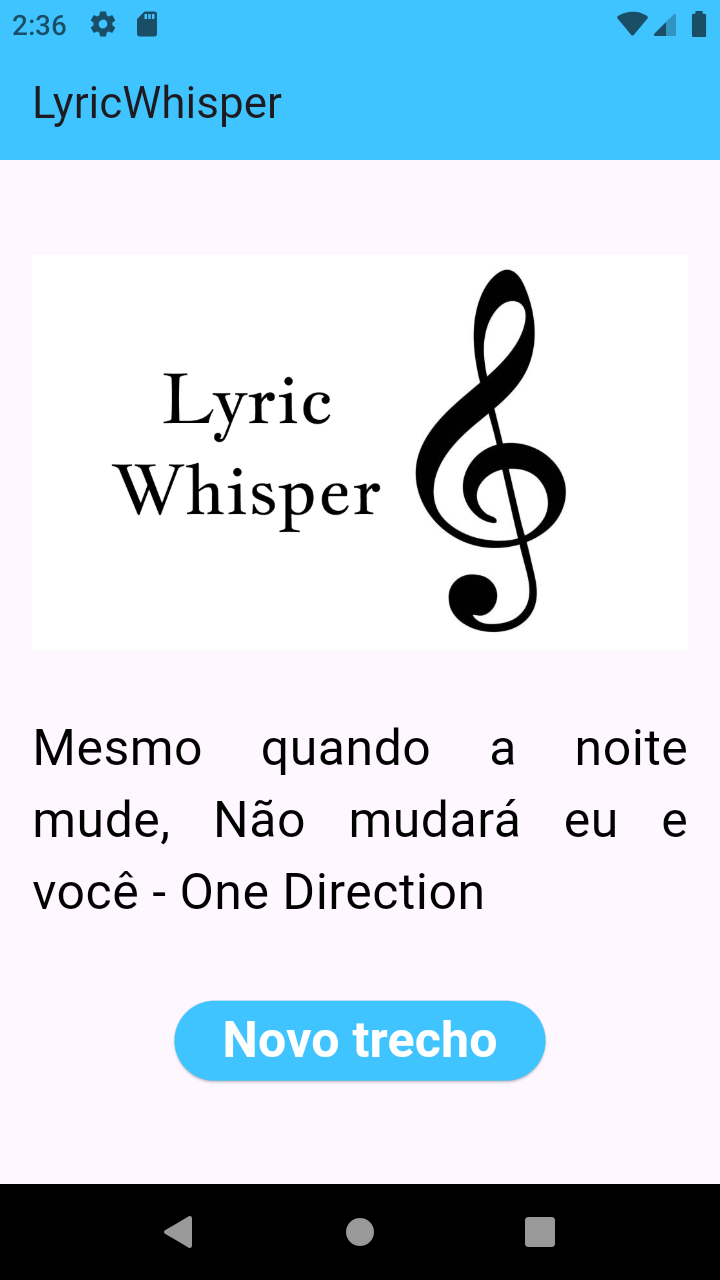 2:36
LyricWhisper
Lyric
Whisper
Mesmo quando a noite
mude, Não mudará eu e
você - One Direction
Novo trecho